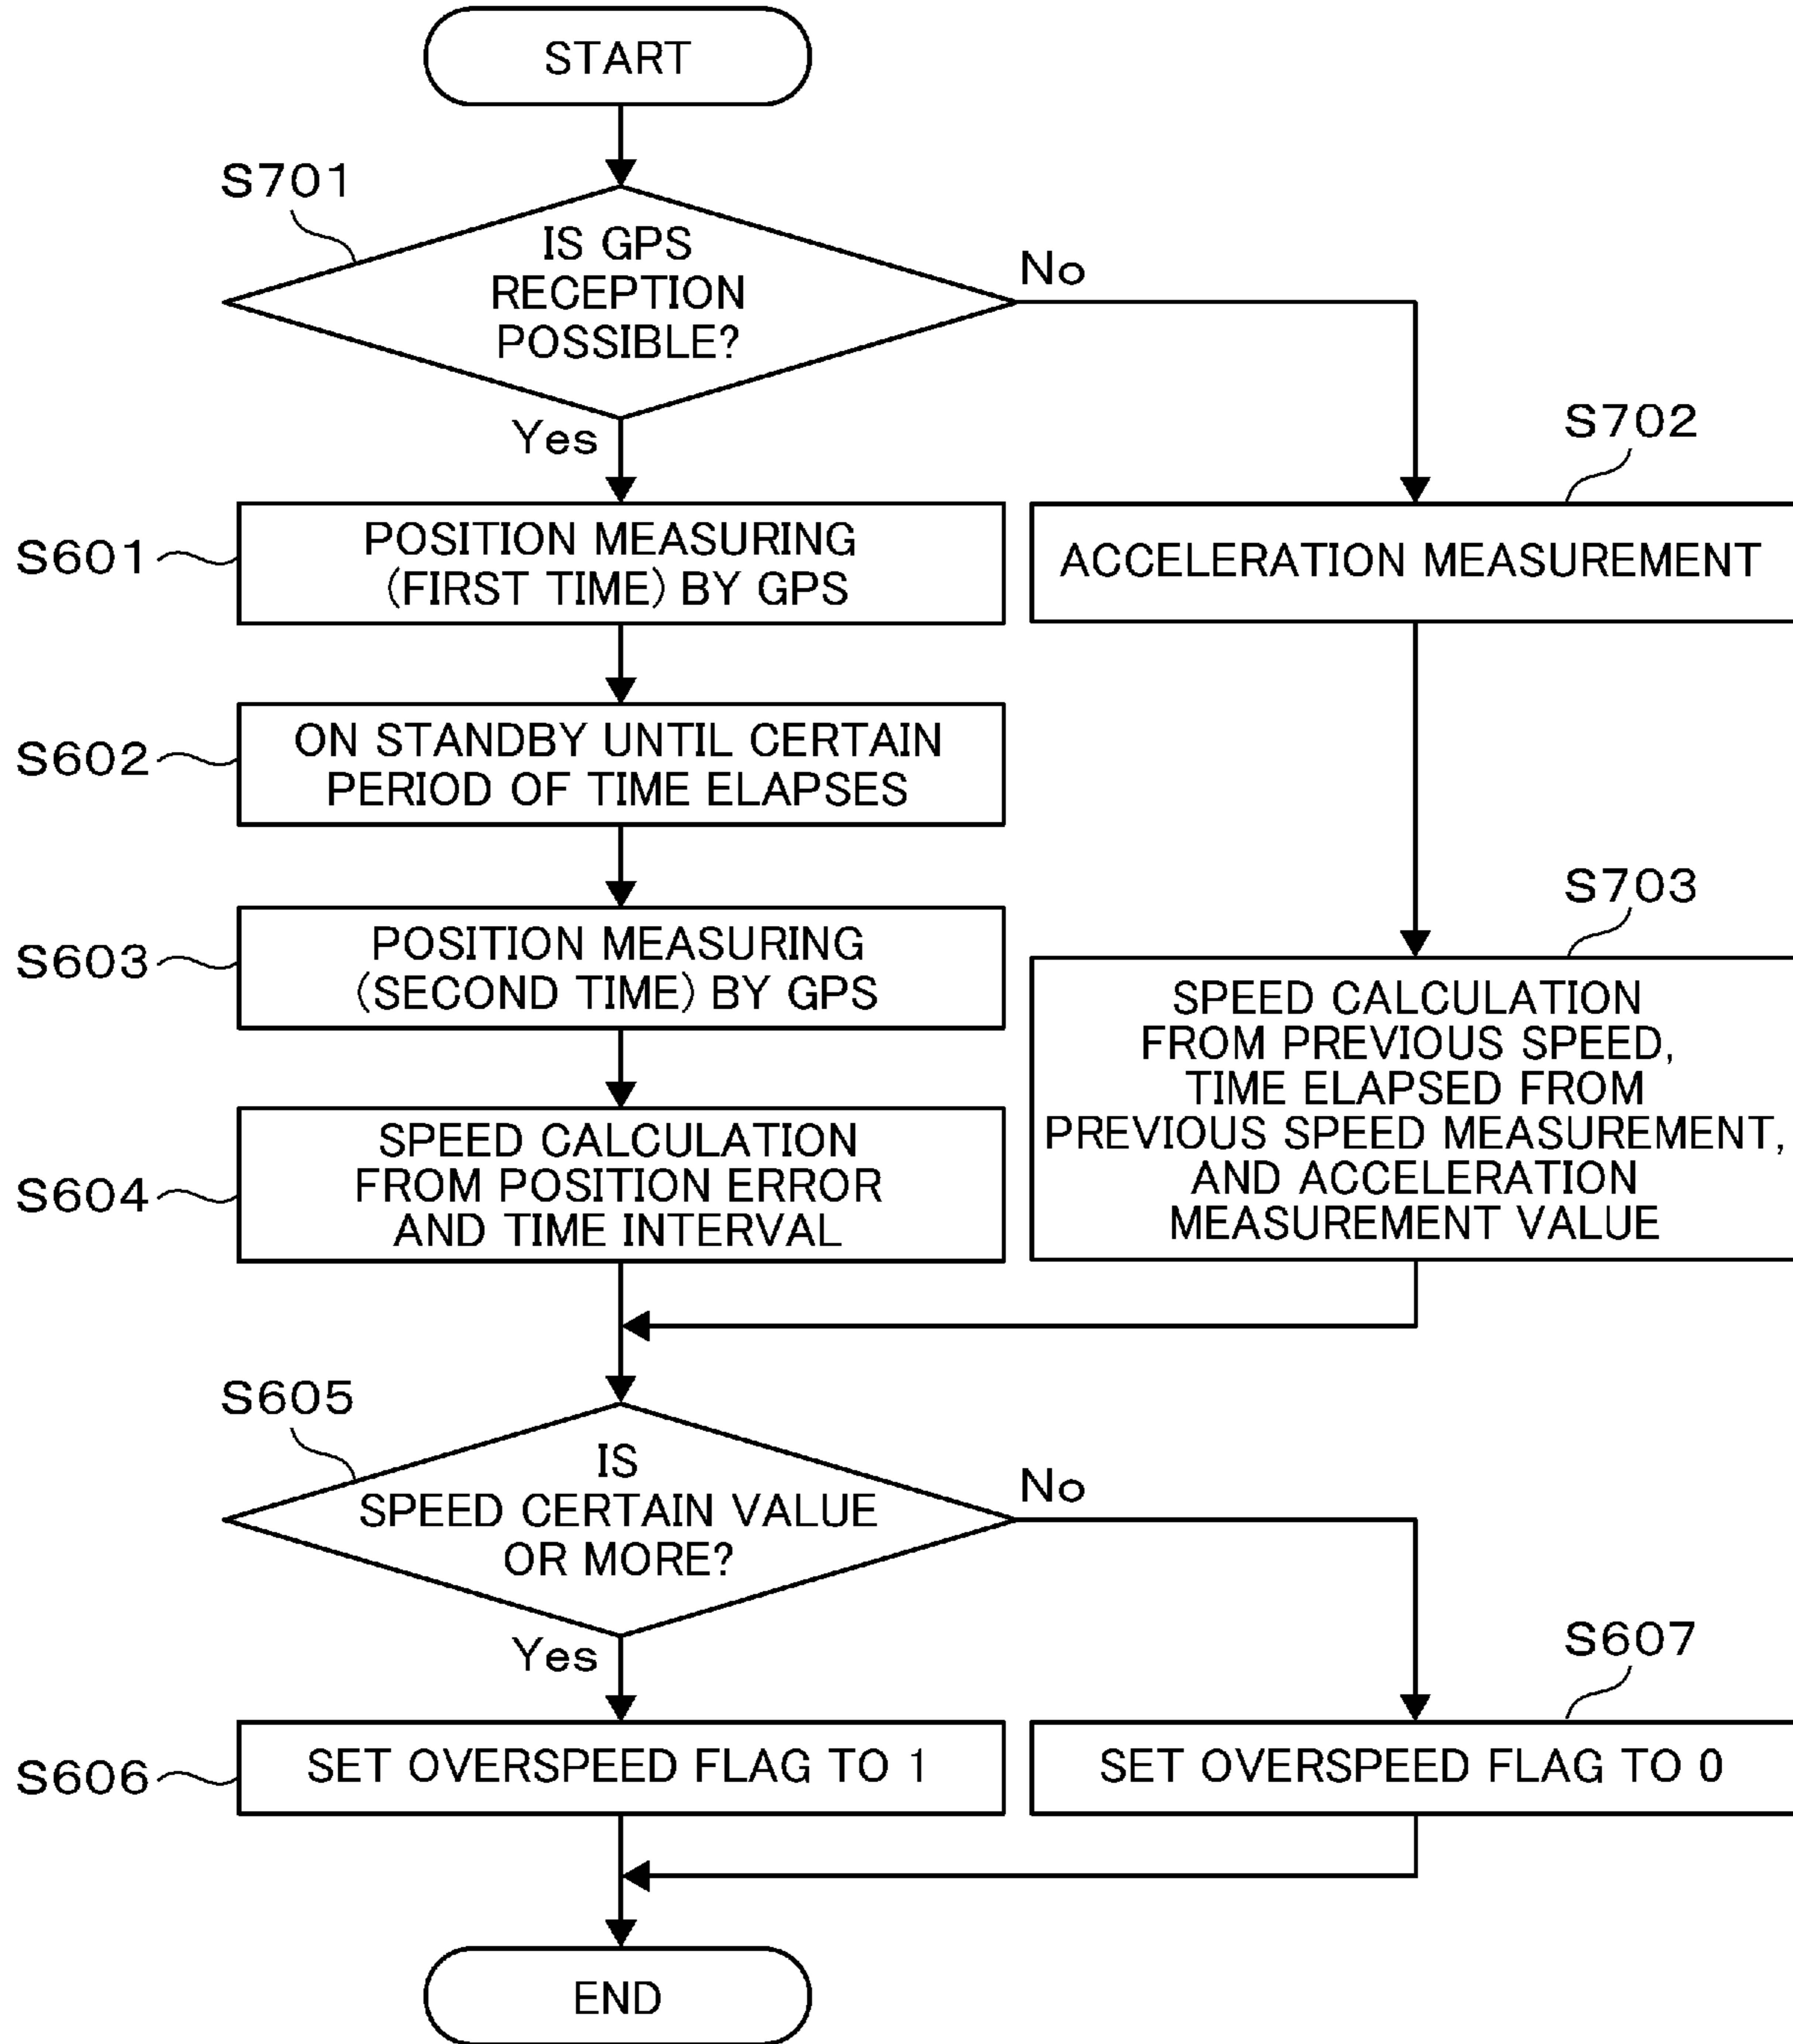 START
S701
IS GPS
RECEPTION
POSSIBLE?
No
Yes
S702
S601
POSITION MEASURING
(FIRST TIME) BY GPS
ACCELERATION MEASUREMENT
S602
ON STANDBY UNTIL CERTAIN
PERIOD OF TIME ELAPSES
S703
S603
POSITION MEASURING
(SECOND TIME) BY GPS
SPEED CALCULATION
FROM PREVIOUS SPEED,
TIME ELAPSED FROM
PREVIOUS SPEED MEASUREMENT,
AND ACCELERATION
MEASUREMENT VALUE
S604
SPEED CALCULATION
FROM POSITION ERROR
AND TIME INTERVAL
S605
IS
SPEED CERTAIN VALUE
OR MORE?
No
Yes
S607
S606
SET OVERSPEED FLAG TO 1
SET OVERSPEED FLAG TO 0
END